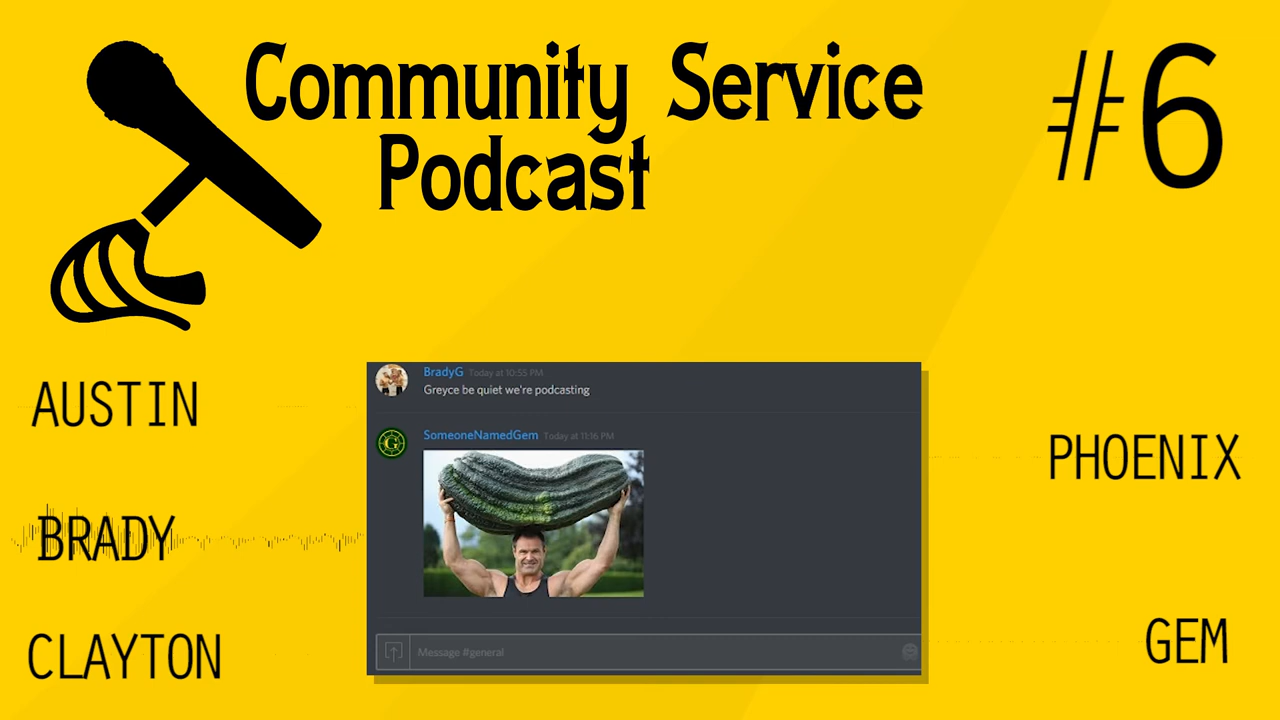 Community Service
Podcast
#6
AUSTIN
BRADY
CLAYTON
BradyG Today at 10:55 PM
Greyce be quiet we're podcasting
SomeoneNamedGem Today at 11:16 PM
G
Message #general
PHOENIX
GEM